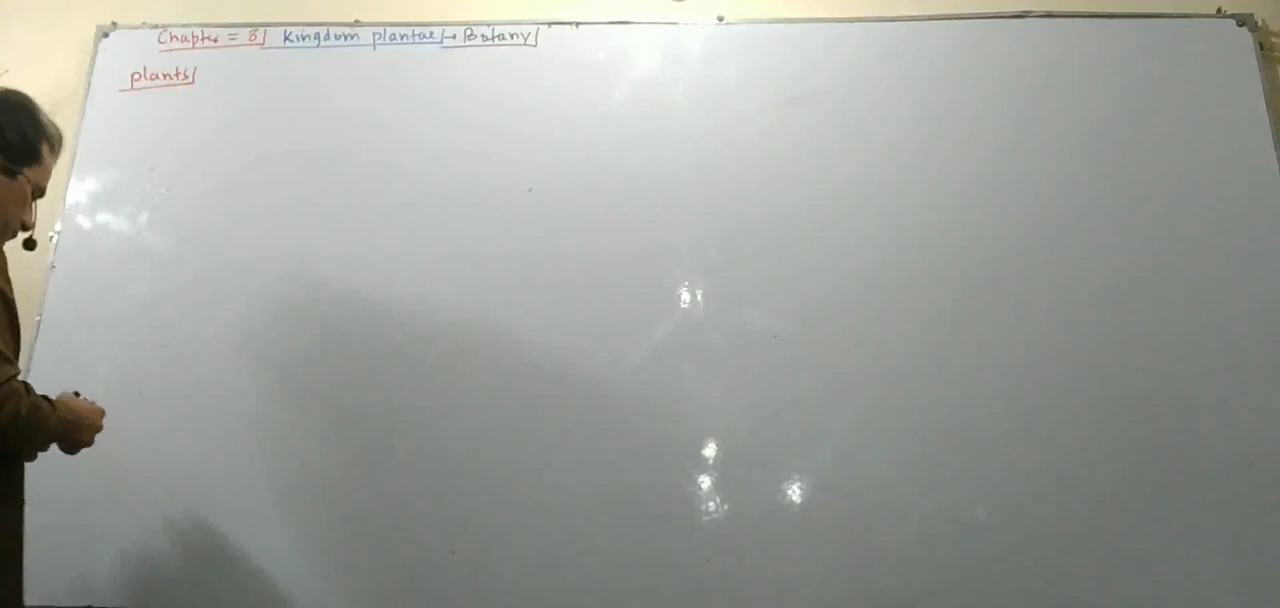 Chapter = 8/ Kingdom plantae/→ Botany/
plants/